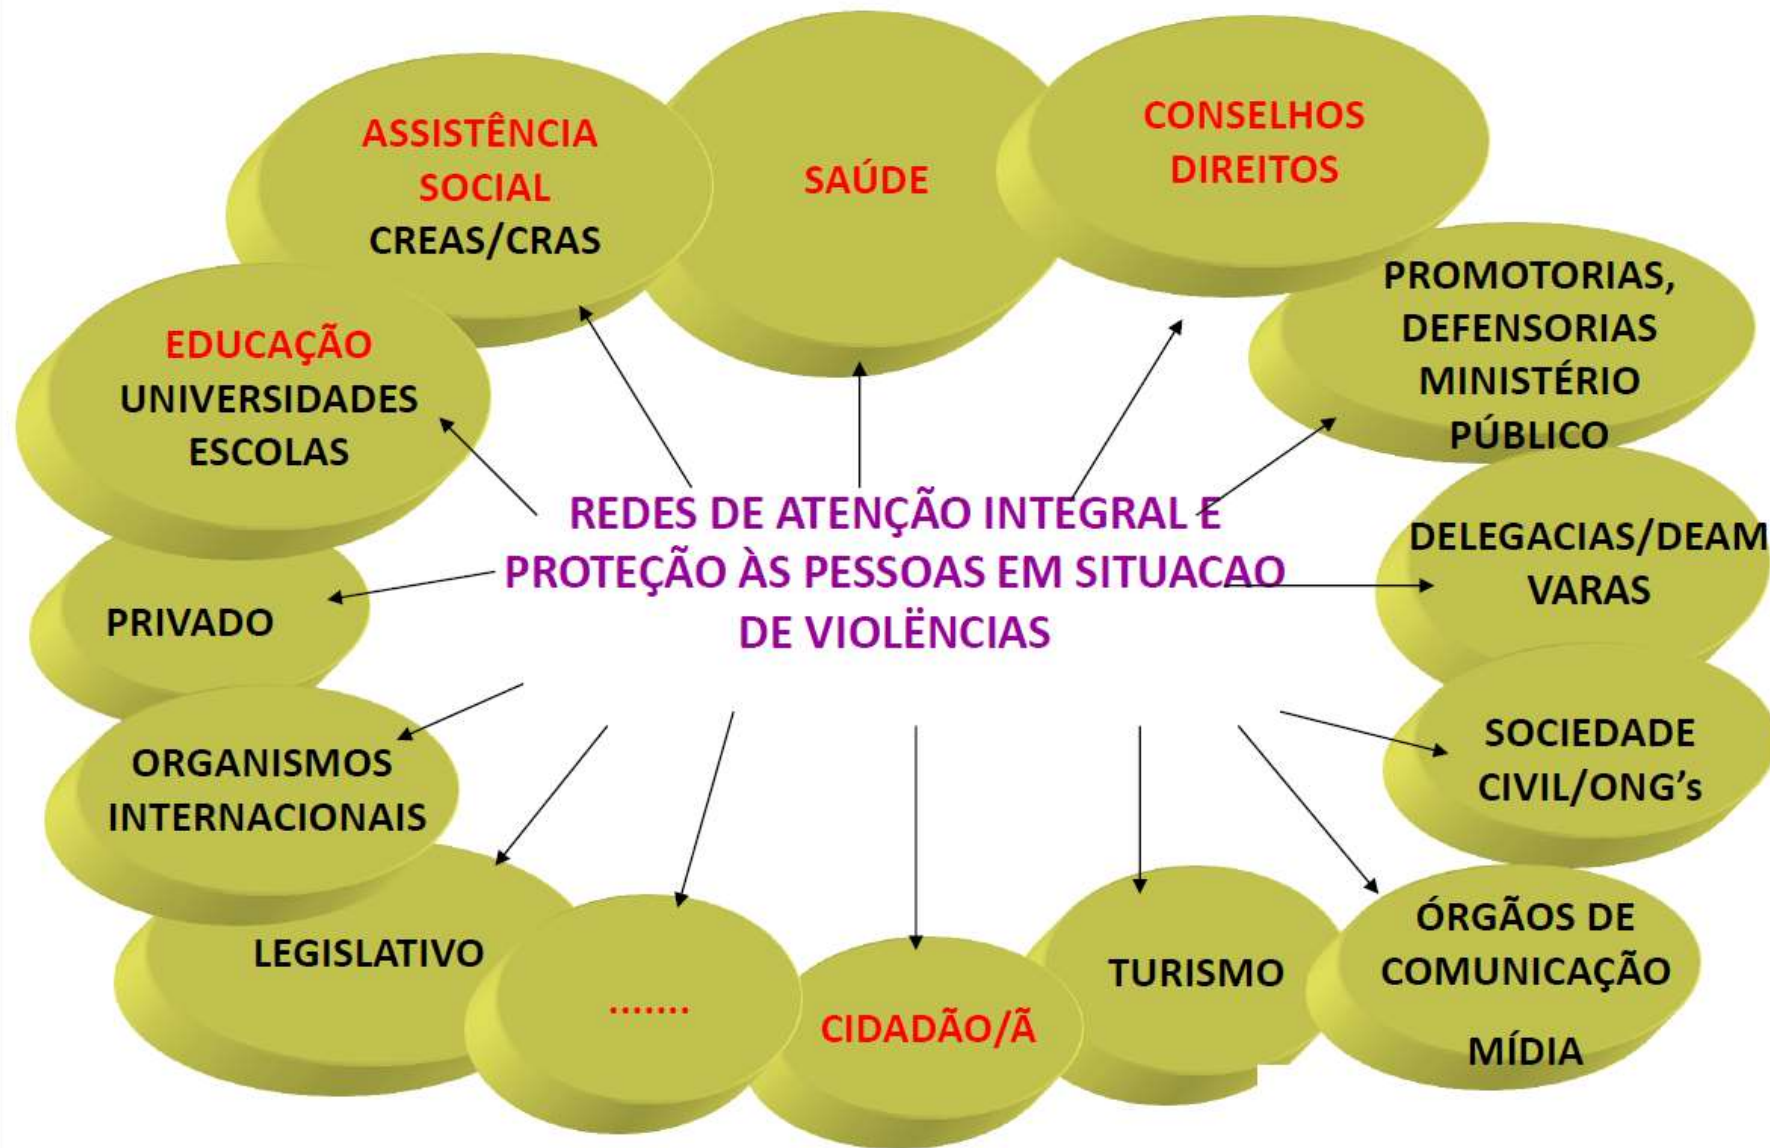 ASSISTÊNCIA
SOCIAL
CREAS/CRAS
SAÚDE
CONSELHOS
DIREITOS
PROMOTORIAS,
DEFENSORIAS
MINISTÉRIO
PÚBLICO
EDUCAÇÃO
UNIVERSIDADES
ESCOLAS
REDES DE ATENÇÃO INTEGRAL E
PROTEÇÃO ÀS PESSOAS EM SITUACAO
DE VIOLËNCIAS
DELEGACIAS/DEAM
VARAS
PRIVADO
SOCIEDADE
CIVIL/ONG’s
ORGANISMOS
INTERNACIONAIS
LEGISLATIVO
.......
CIDADÃO/Ã
TURISMO
ÓRGÃOS DE
COMUNICAÇÃO
MÍDIA